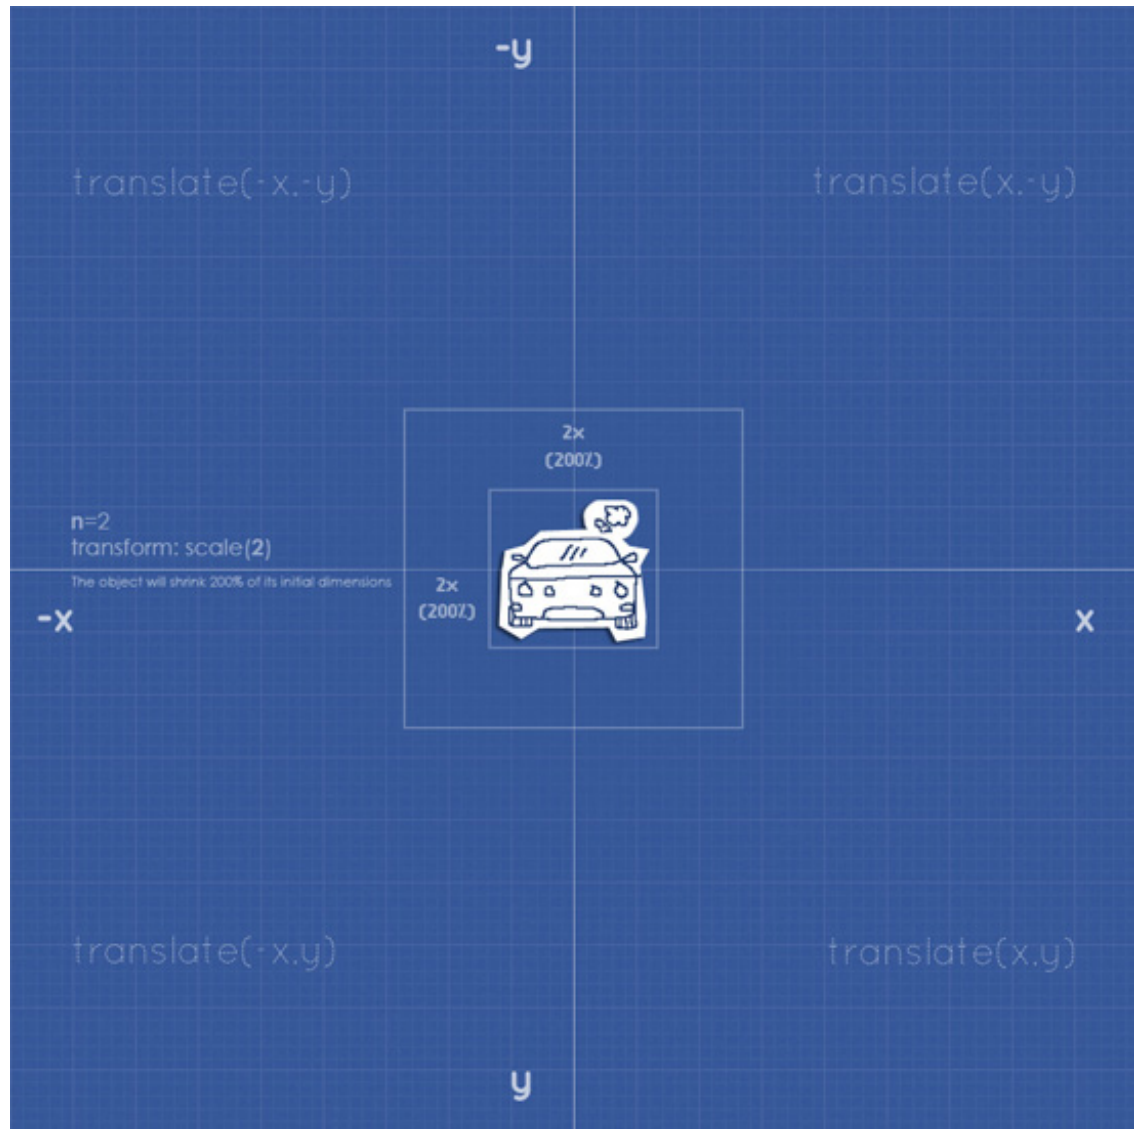 -y
translate(-x,-y)
translate(x,-y)
2x
(200%)
n=2
transform: scale(2)
The object will shrink 200% of its initial dimensions
2x
(200%)
-x
x
translate(-x,y)
translate(x,y)
y